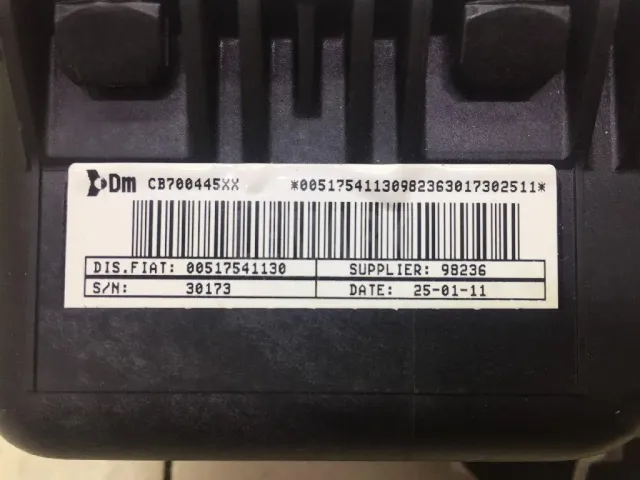 Dm CB700445XX *00517541130982363017302511*
DIS.FIAT: 00517541130 SUPPLIER: 98236
S/N: 30173 DATE: 25-01-11